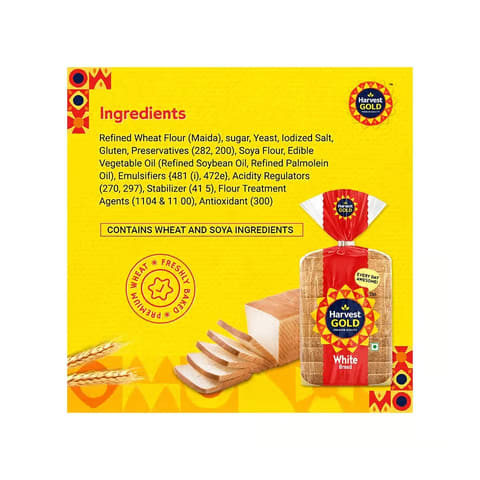 Harvest
GOLD
Ingredients
Refined Wheat Flour (Maida), sugar, Yeast, Iodized Salt,
Gluten, Preservatives (282, 200), Soya Flour, Edible
Vegetable Oil (Refined Soybean Oil, Refined Palmolein
Oil), Emulsifiers {481 (i), 472e}, Acidity Regulators
(270, 297), Stabilizer (41 5), Flour Treatment
Agents (1104 & 11 00), Antioxidant (300)
CONTAINS WHEAT AND SOYA INGREDIENTS
PREMIUM WHEAT
FRESHLY BAKED
Harvest
GOLD
EVERY DAY
AWESOME!
Harvest
GOLD
White
Bread